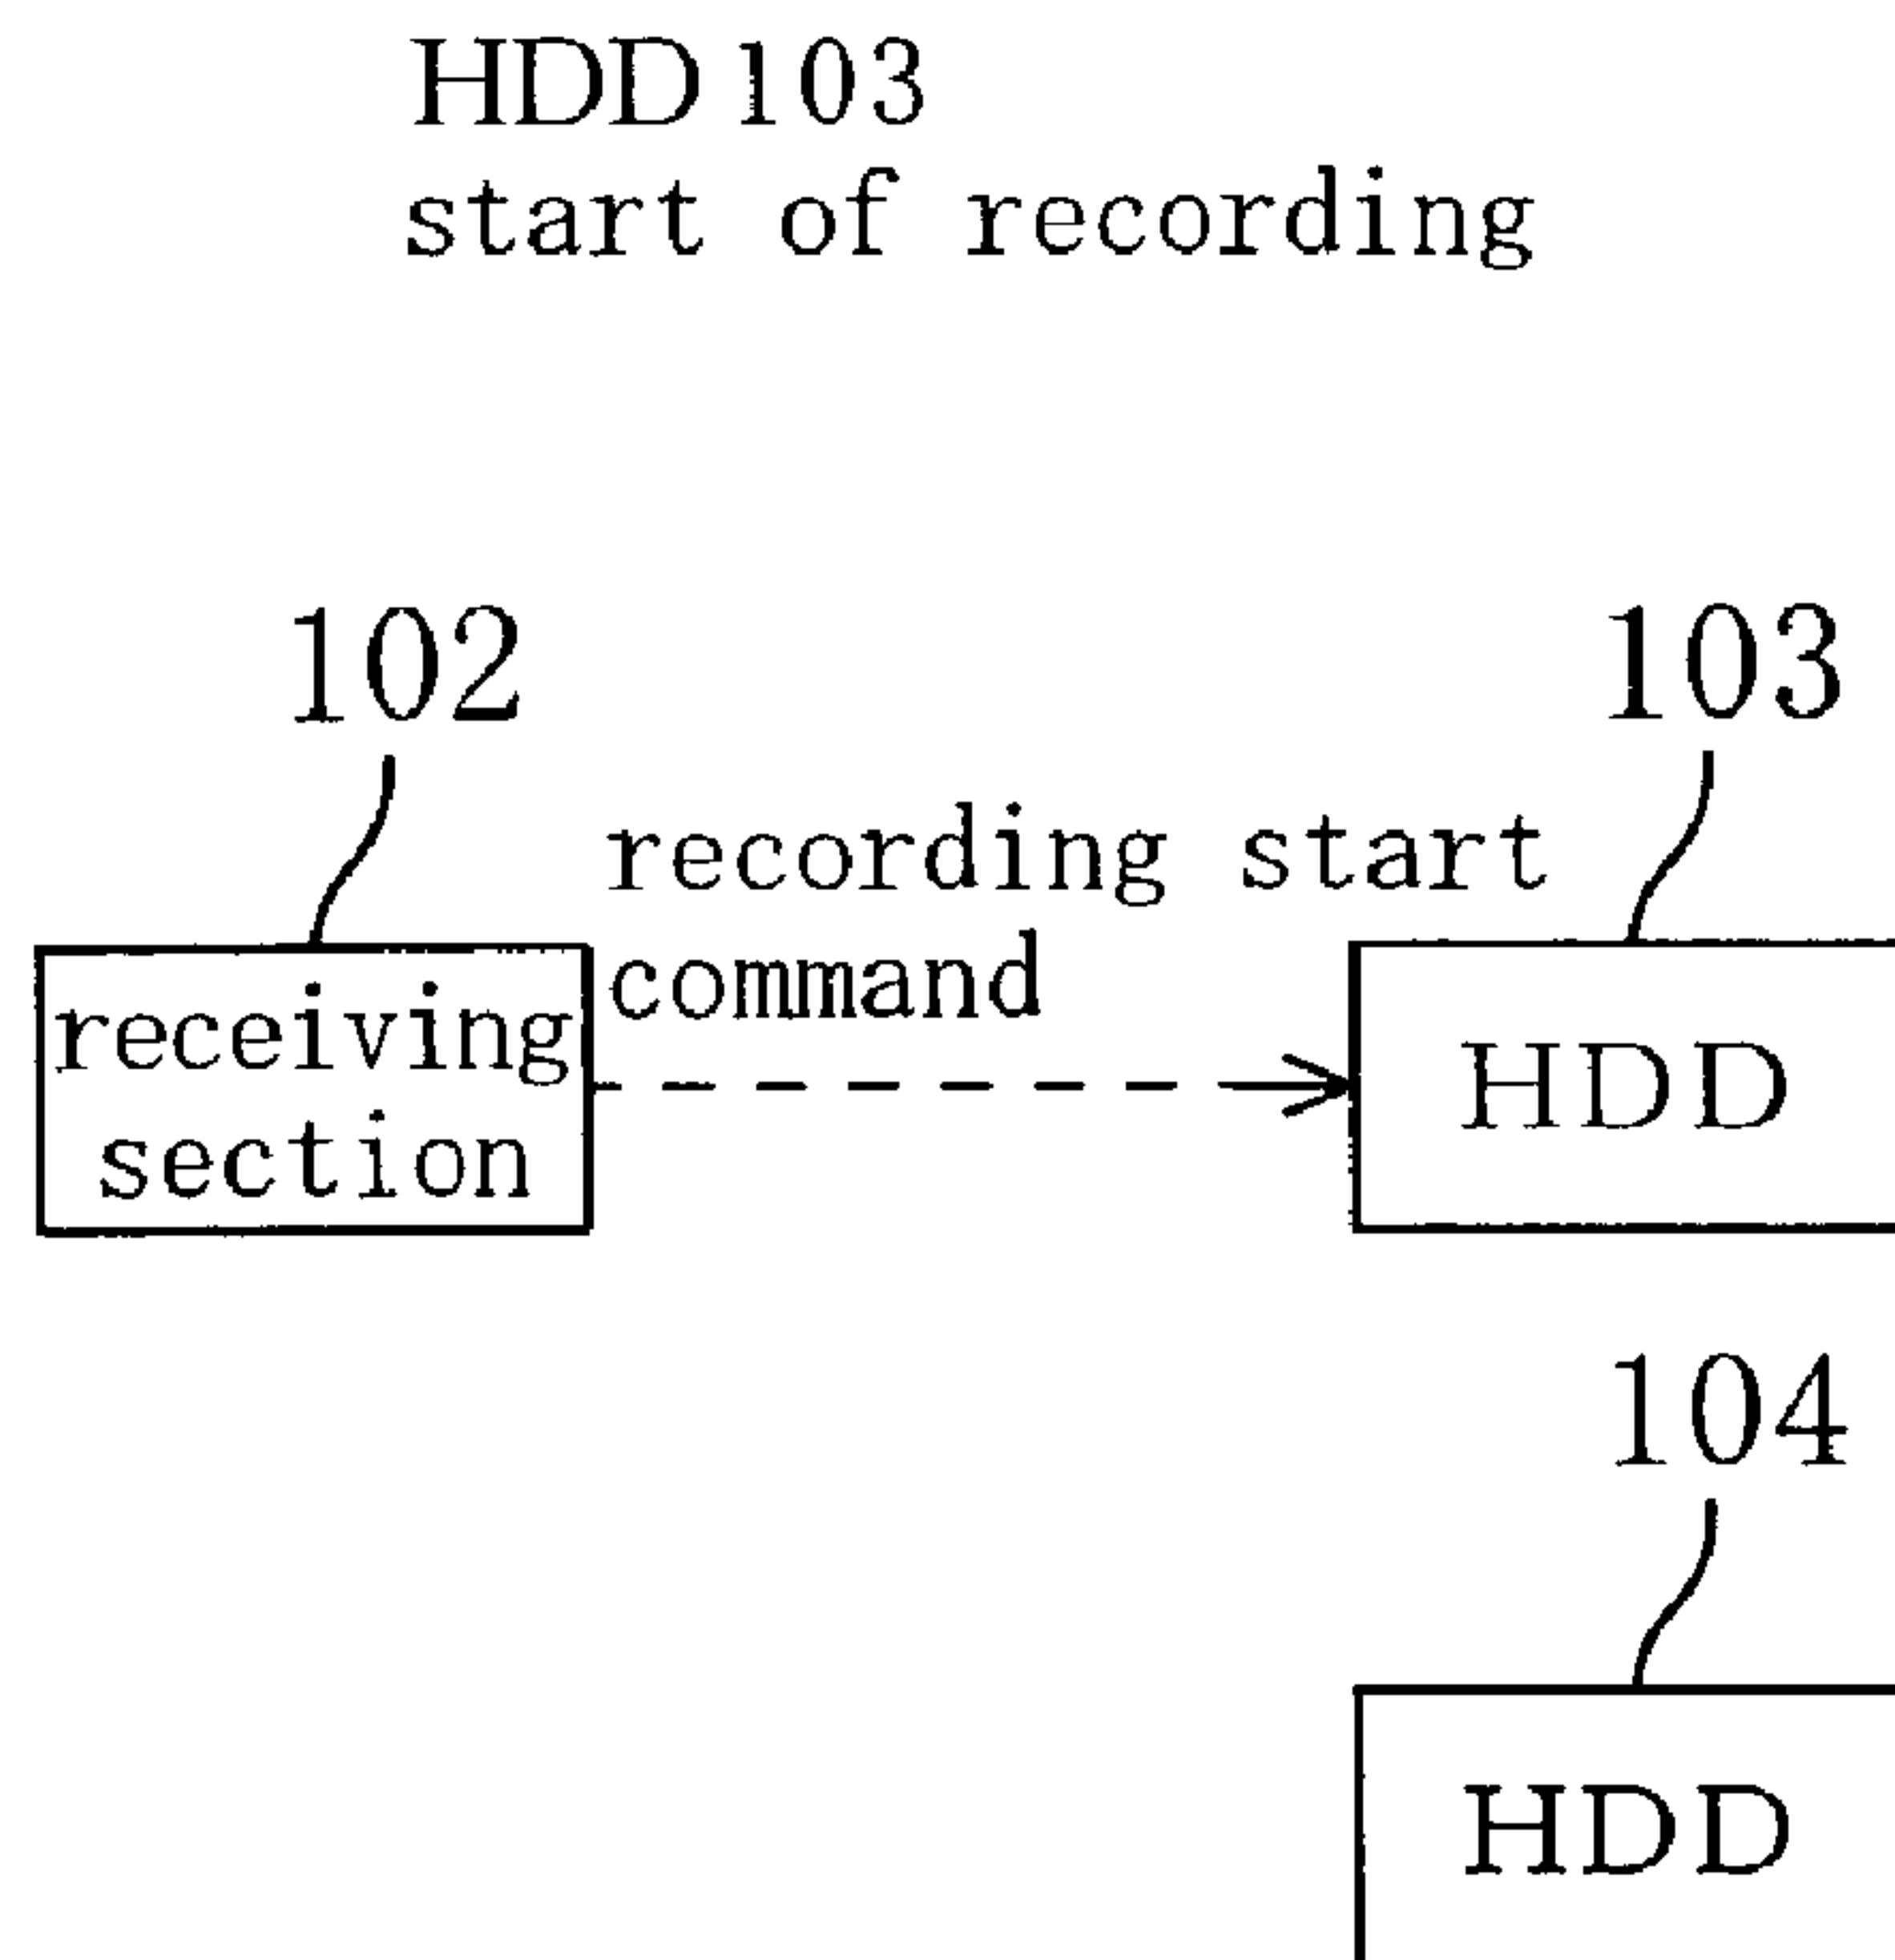 HDD 103
start of recording
102
103
recording start
command
receiving
section
HDD
104
HDD